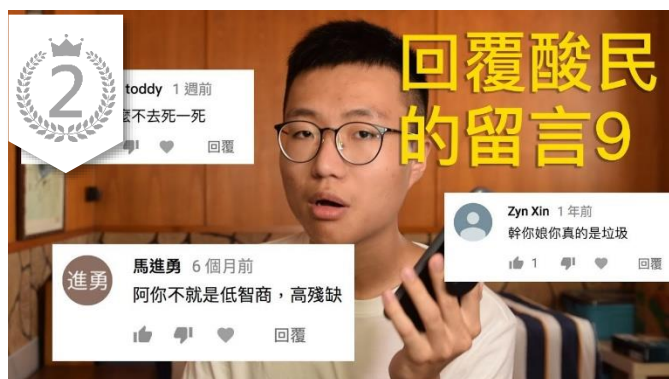 回覆酸民
的留言9
2
toddy 1 週前
麼不去死一死
回覆
Zyn Xin 1 年前
幹你娘你真的是垃圾
1
回覆
進勇
馬進勇 6 個月前
阿你不就是低智商，高殘缺
回覆